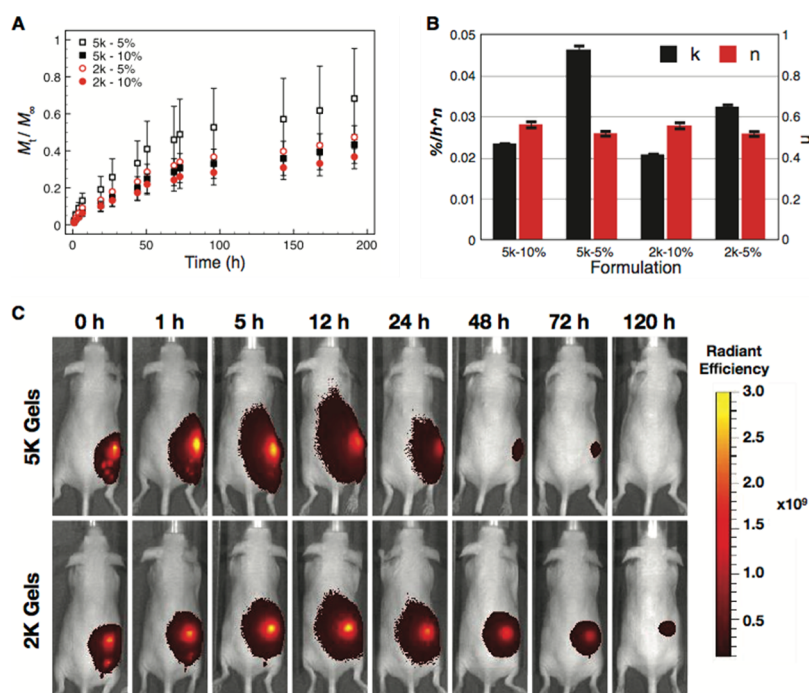 A
1
0.8
0.6
0.4
0.2
0
Mt / M∞
5k - 5%
5k - 10%
2k - 5%
2k - 10%
0 50 100 150 200
Time (h)
B
0.05
0.04
0.03
0.02
0.01
0
%/h^n
k n
1
0.8
0.6
0.4
0.2
0
n
5k-10% 5k-5% 2k-10% 2k-5%
Formulation
C
0 h 1 h 5 h 12 h 24 h 48 h 72 h 120 h
5K Gels
2K Gels
Radiant
Efficiency
3.0
2.5
2.0
1.5
1.0
0.5
x10⁹